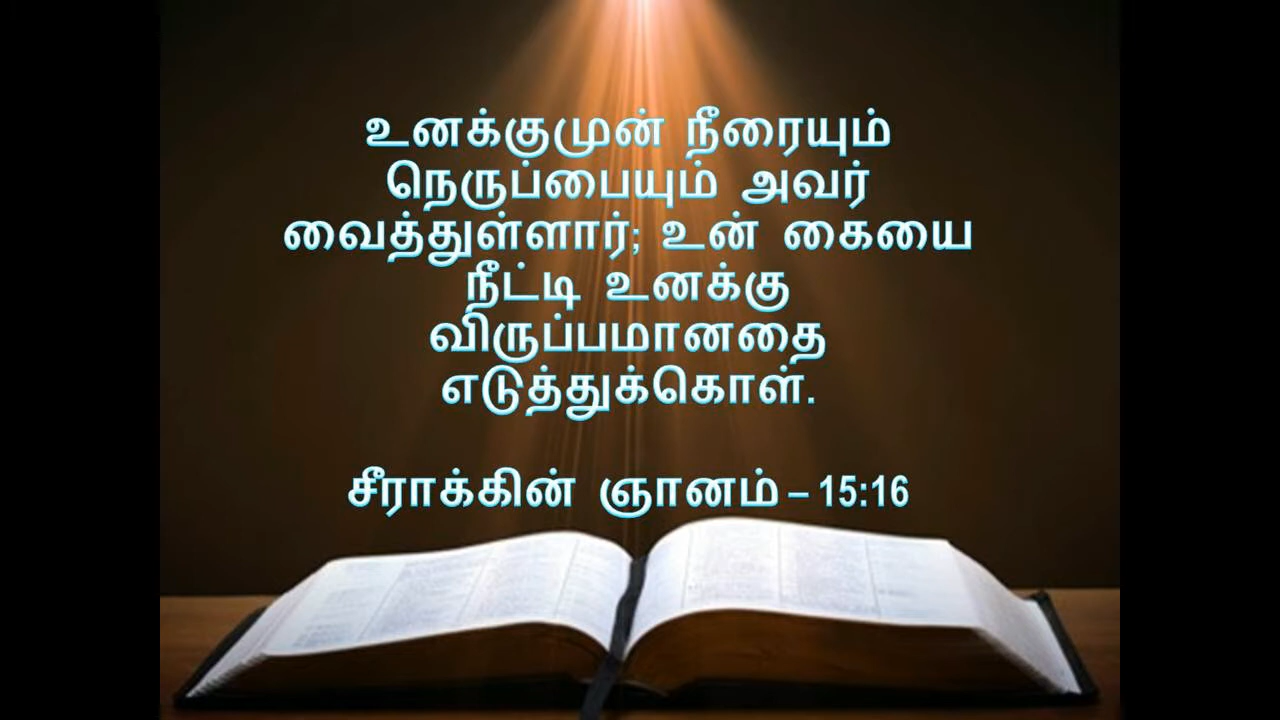 உனக்குமுன் நீரையும்
நெருப்பையும் அவர்
வைத்துள்ளார்; உன் கையை
நீட்டி உனக்கு
விருப்பமானதை
எடுத்துக்கொள்.
சீராக்கின் ஞானம் – 15:16